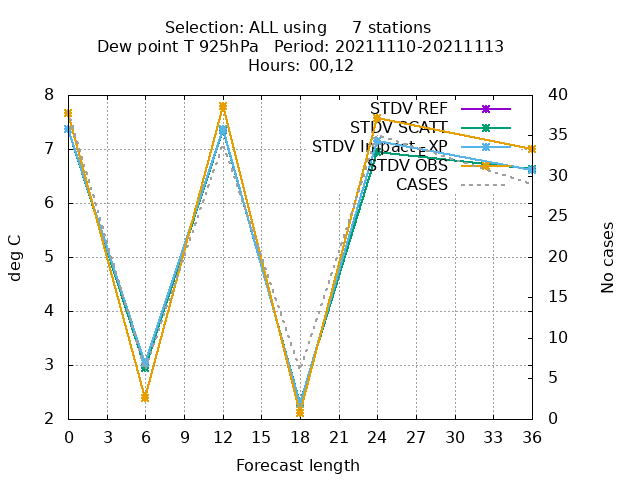 Selection: ALL using     7 stations
Dew point T 925hPa   Period: 20211110-20211113
Hours: 00,12
8 40
STDV REF
STDV SCATT
35
7
STDV Impact_EXP
STDV OBS
30
CASES
6
25
deg C
5 20
No cases
15
4
10
3
5
2 0
0 3 6 9 12 15 18 21 24 27 30 33 36
Forecast length